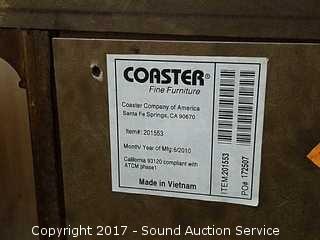 COASTER®
Fine Furniture
Coaster Company of America
Santa Fe Springs, CA 90670
Item#: 201553
Month/ Year of Mfg:6/2010
California 93120 compliant with
ATCM phase1
Made in Vietnam
ITEM:201553
PO#: 172507
Copyright 2017 - Sound Auction Service